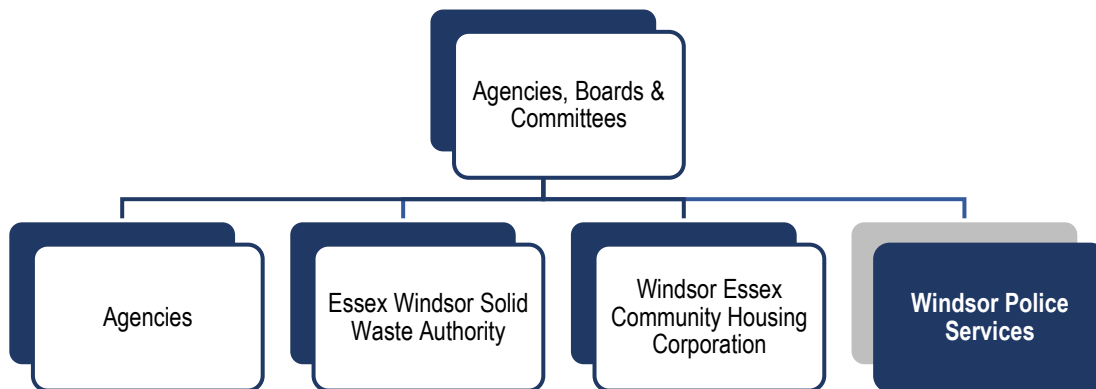 Agencies, Boards &
Committees
Agencies
Essex Windsor Solid
Waste Authority
Windsor Essex
Community Housing
Corporation
Windsor Police
Services